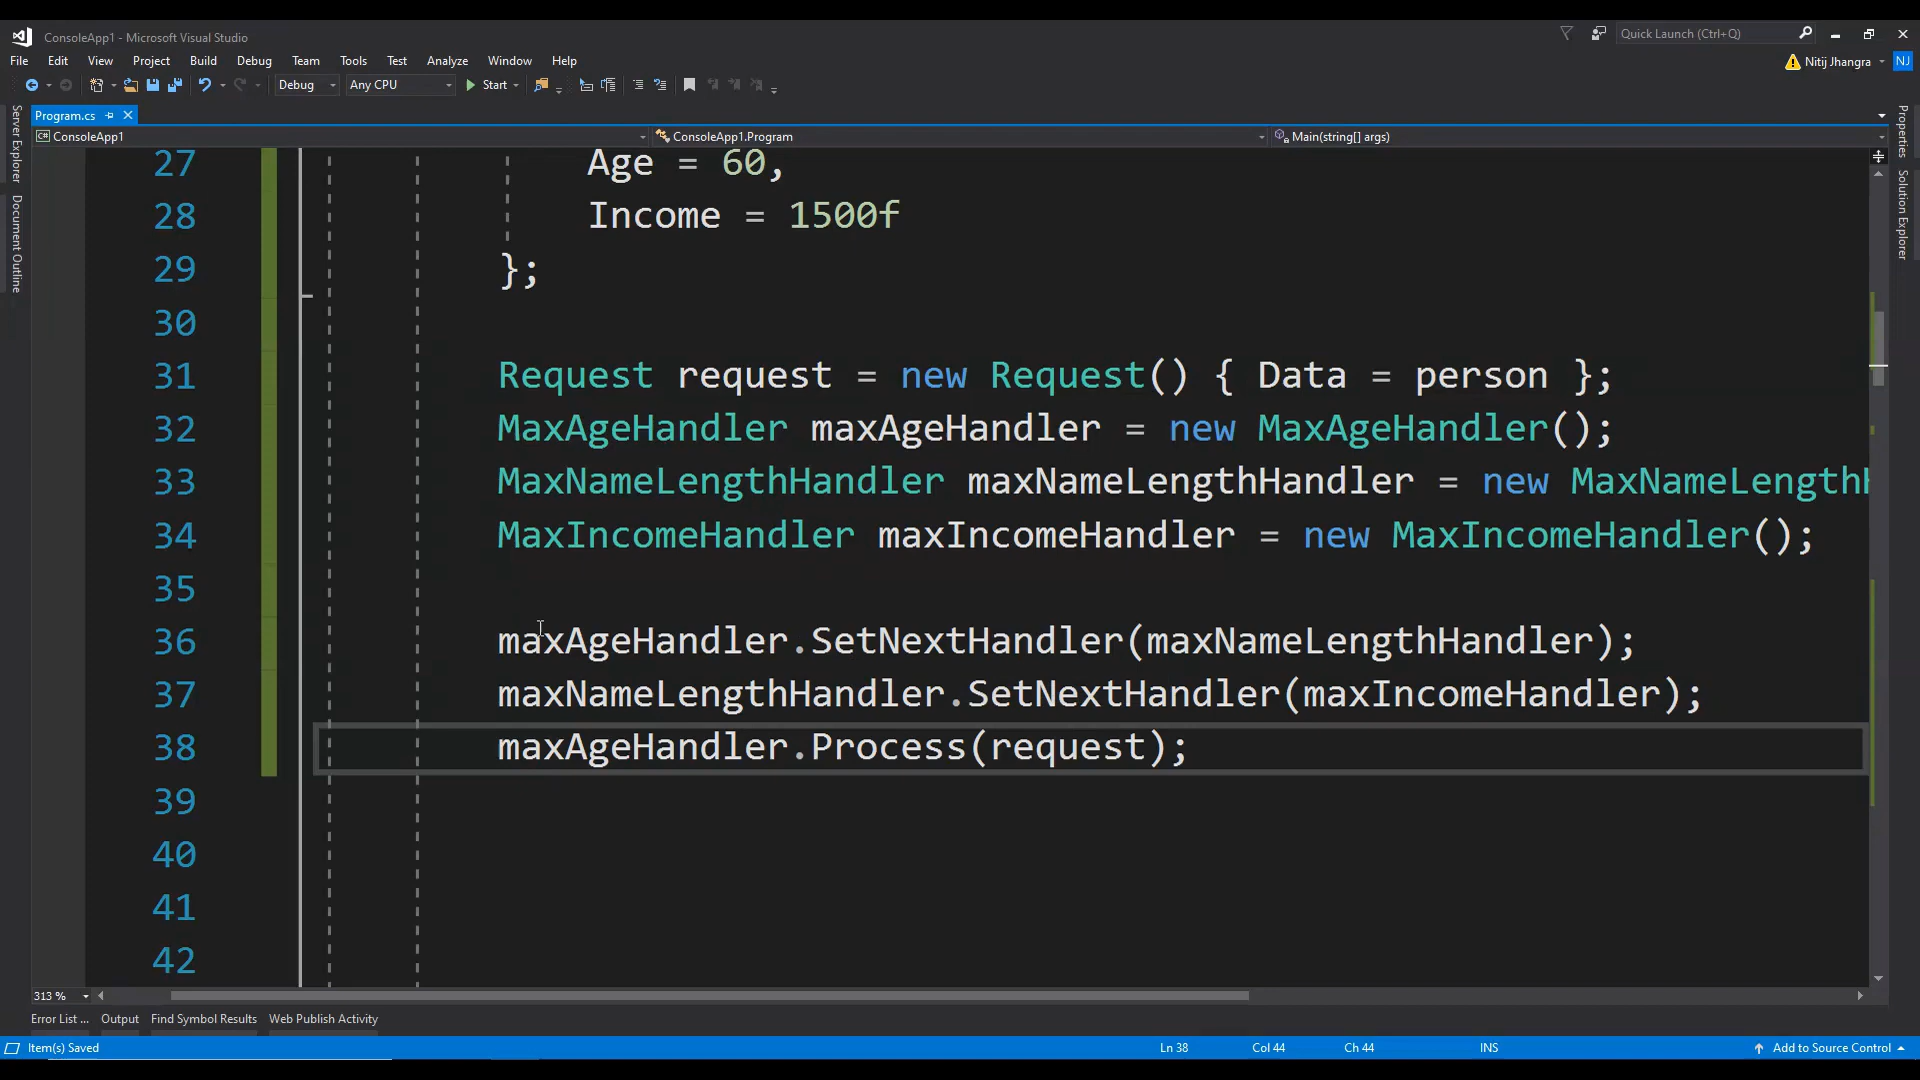 ConsoleApp1 - Microsoft Visual Studio
Quick Launch (Ctrl+Q)
File Edit View Project Build Debug Team Tools Test Analyze Window Help
Nitij Jhangra NJ
Debug Any CPU Start
Program.cs
ConsoleApp1 ConsoleApp1.Program Main(string[] args)
Server Explorer
Document Outline
Properties
Solution Explorer
27 Age = 60,
28 Income = 1500f
29 };
30
31 Request request = new Request() { Data = person };
32 MaxAgeHandler maxAgeHandler = new MaxAgeHandler();
33 MaxNameLengthHandler maxNameLengthHandler = new MaxNameLength
34 MaxIncomeHandler maxIncomeHandler = new MaxIncomeHandler();
35
36 maxAgeHandler.SetNextHandler(maxNameLengthHandler);
37 maxNameLengthHandler.SetNextHandler(maxIncomeHandler);
38 maxAgeHandler.Process(request);
39
40
41
42
313 %
Error List ... Output Find Symbol Results Web Publish Activity
Item(s) Saved Ln 38 Col 44 Ch 44 INS Add to Source Control